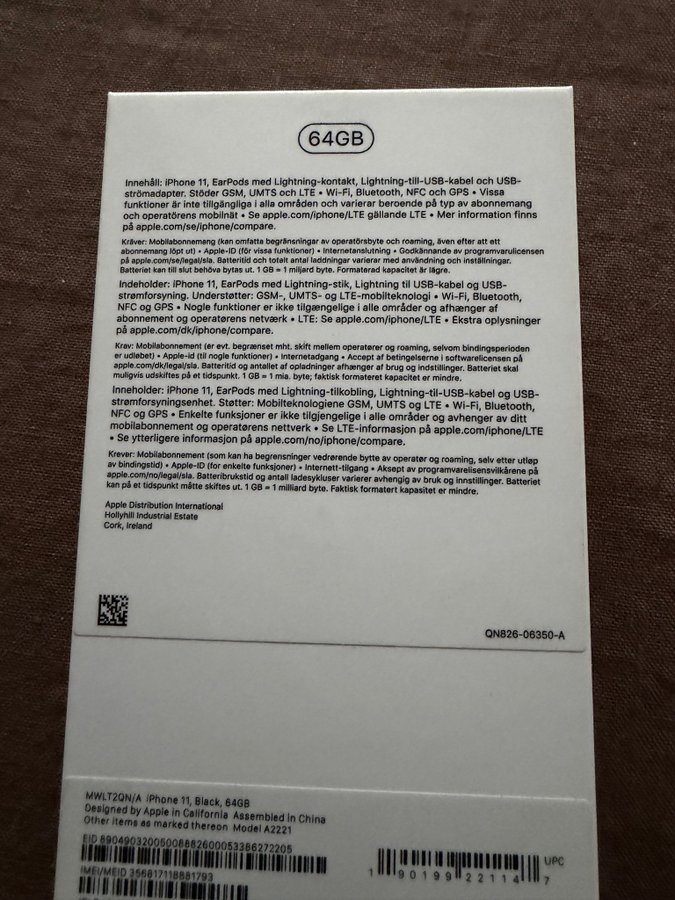 64GB
Innehåll: iPhone 11, EarPods med Lightning-kontakt, Lightning-till-USB-kabel och USB-
strömadapter. Stöder GSM, UMTS och LTE • Wi-Fi, Bluetooth, NFC och GPS • Vissa
funktioner är inte tillgängliga i alla områden och varierar beroende på typ av abonnemang
och operatörens mobilnät • Se apple.com/iphone/LTE gällande LTE • Mer information finns
på apple.com/se/iphone/compare.
Kräver: Mobilabonnemang (kan omfatta begränsningar av operatörsbyte och roaming, även efter att ett
abonnemang löpt ut) • Apple-ID (för vissa funktioner) • Internetanslutning • Godkännande av programvarulicensen
på apple.com/se/legal/sla. Batteritid och totalt antal laddningar varierar med användning och inställningar.
Batteriet kan till slut behöva bytas ut. 1 GB = 1 miljard byte. Formaterad kapacitet är lägre.
Indeholder: iPhone 11, EarPods med Lightning-stik, Lightning til USB-kabel og USB-
strømforsyning. Understøtter: GSM-, UMTS- og LTE-mobilteknologi • Wi-Fi, Bluetooth,
NFC og GPS • Nogle funktioner er ikke tilgængelige i alle områder og afhænger af
abonnement og operatørens netværk • LTE: Se apple.com/iphone/LTE • Ekstra oplysninger
på apple.com/dk/iphone/compare.
Krav: Mobilabonnement (er evt. begrænset mht. skift mellem operatører og roaming, selvom bindingsperioden
er udløbet) • Apple-id (til nogle funktioner) • Internetadgang • Accept af betingelserne i softwarelicensen på
apple.com/dk/legal/sla. Batteritid og antallet af opladninger afhænger af brug og indstillinger. Batteriet skal
muligvis udskiftes på et tidspunkt. 1 GB = 1 mia. byte; faktisk formateret kapacitet er mindre.
Inneholder: iPhone 11, EarPods med Lightning-tilkobling, Lightning-til-USB-kabel og USB-
strømforsyningsenhet. Støtter: Mobilteknologiene GSM, UMTS og LTE • Wi-Fi, Bluetooth,
NFC og GPS • Enkelte funksjoner er ikke tilgjengelige i alle områder og avhenger av ditt
mobilabonnement og operatørens nettverk • Se LTE-informasjon på apple.com/iphone/LTE
• Se ytterligere informasjon på apple.com/no/iphone/compare.
Krever: Mobilabonnement (som kan ha begrensninger vedrørende bytte av operatør og roaming, selv etter utløp
av bindingstid) • Apple-ID (for enkelte funksjoner) • Internett-tilgang • Aksept av programvarelisensvilkårene på
apple.com/no/legal/sla. Batteribrukstid og antall ladesykluser varierer avhengig av bruk og innstillinger. Batteriet
kan på et tidspunkt måtte skiftes ut. 1 GB = 1 milliard byte. Faktisk formatert kapasitet er mindre.
Apple Distribution International
Hollyhill Industrial Estate
Cork, Ireland
QN826-06350-A
MWLT2QN/A iPhone 11, Black, 64GB
Designed by Apple in California Assembled in China
Other items as marked thereon Model A2221
EID 89049032005008882600053386272205
IMEI/MEID 356817118881793
UPC
1 90199 22114 7